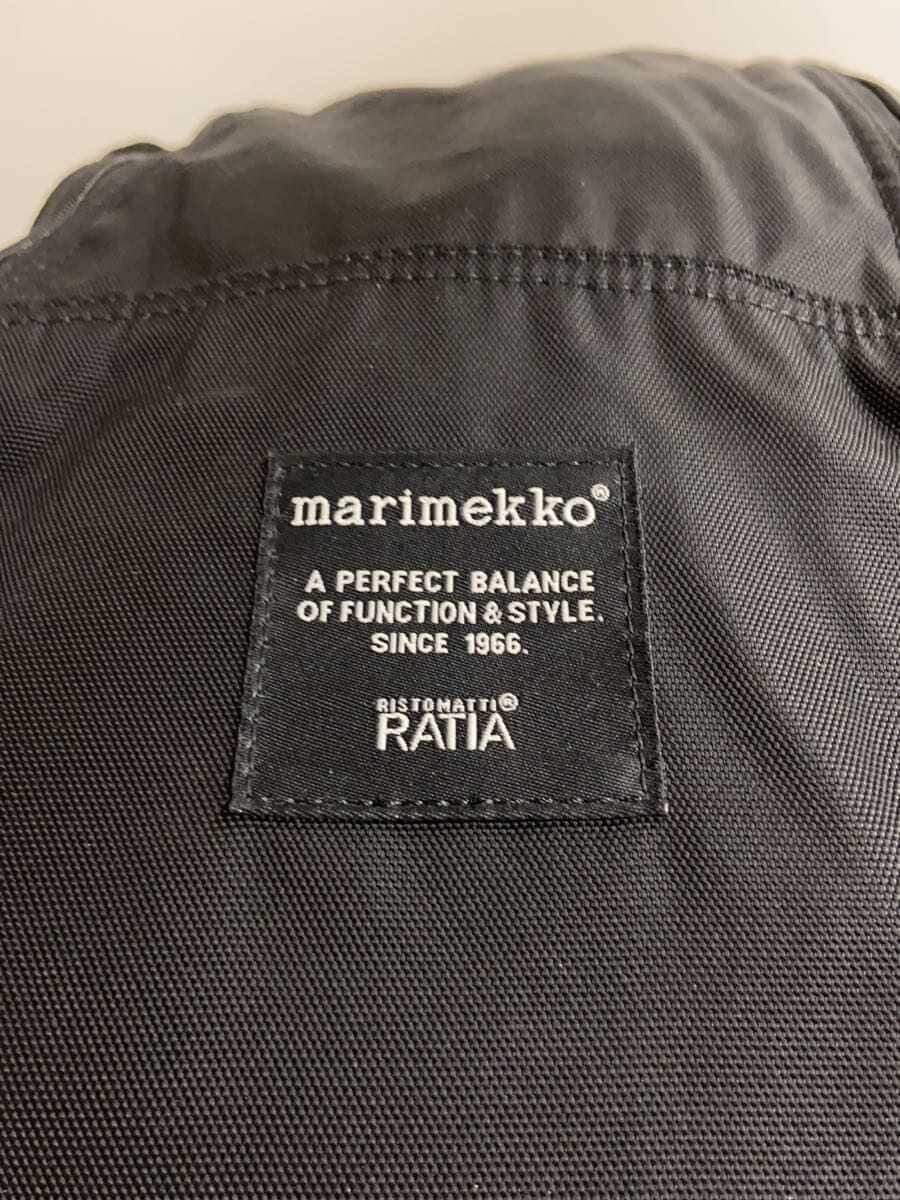 marimekko®
A PERFECT BALANCE
OF FUNCTION & STYLE.
SINCE 1966.
RISTOMATTI®
RATIA